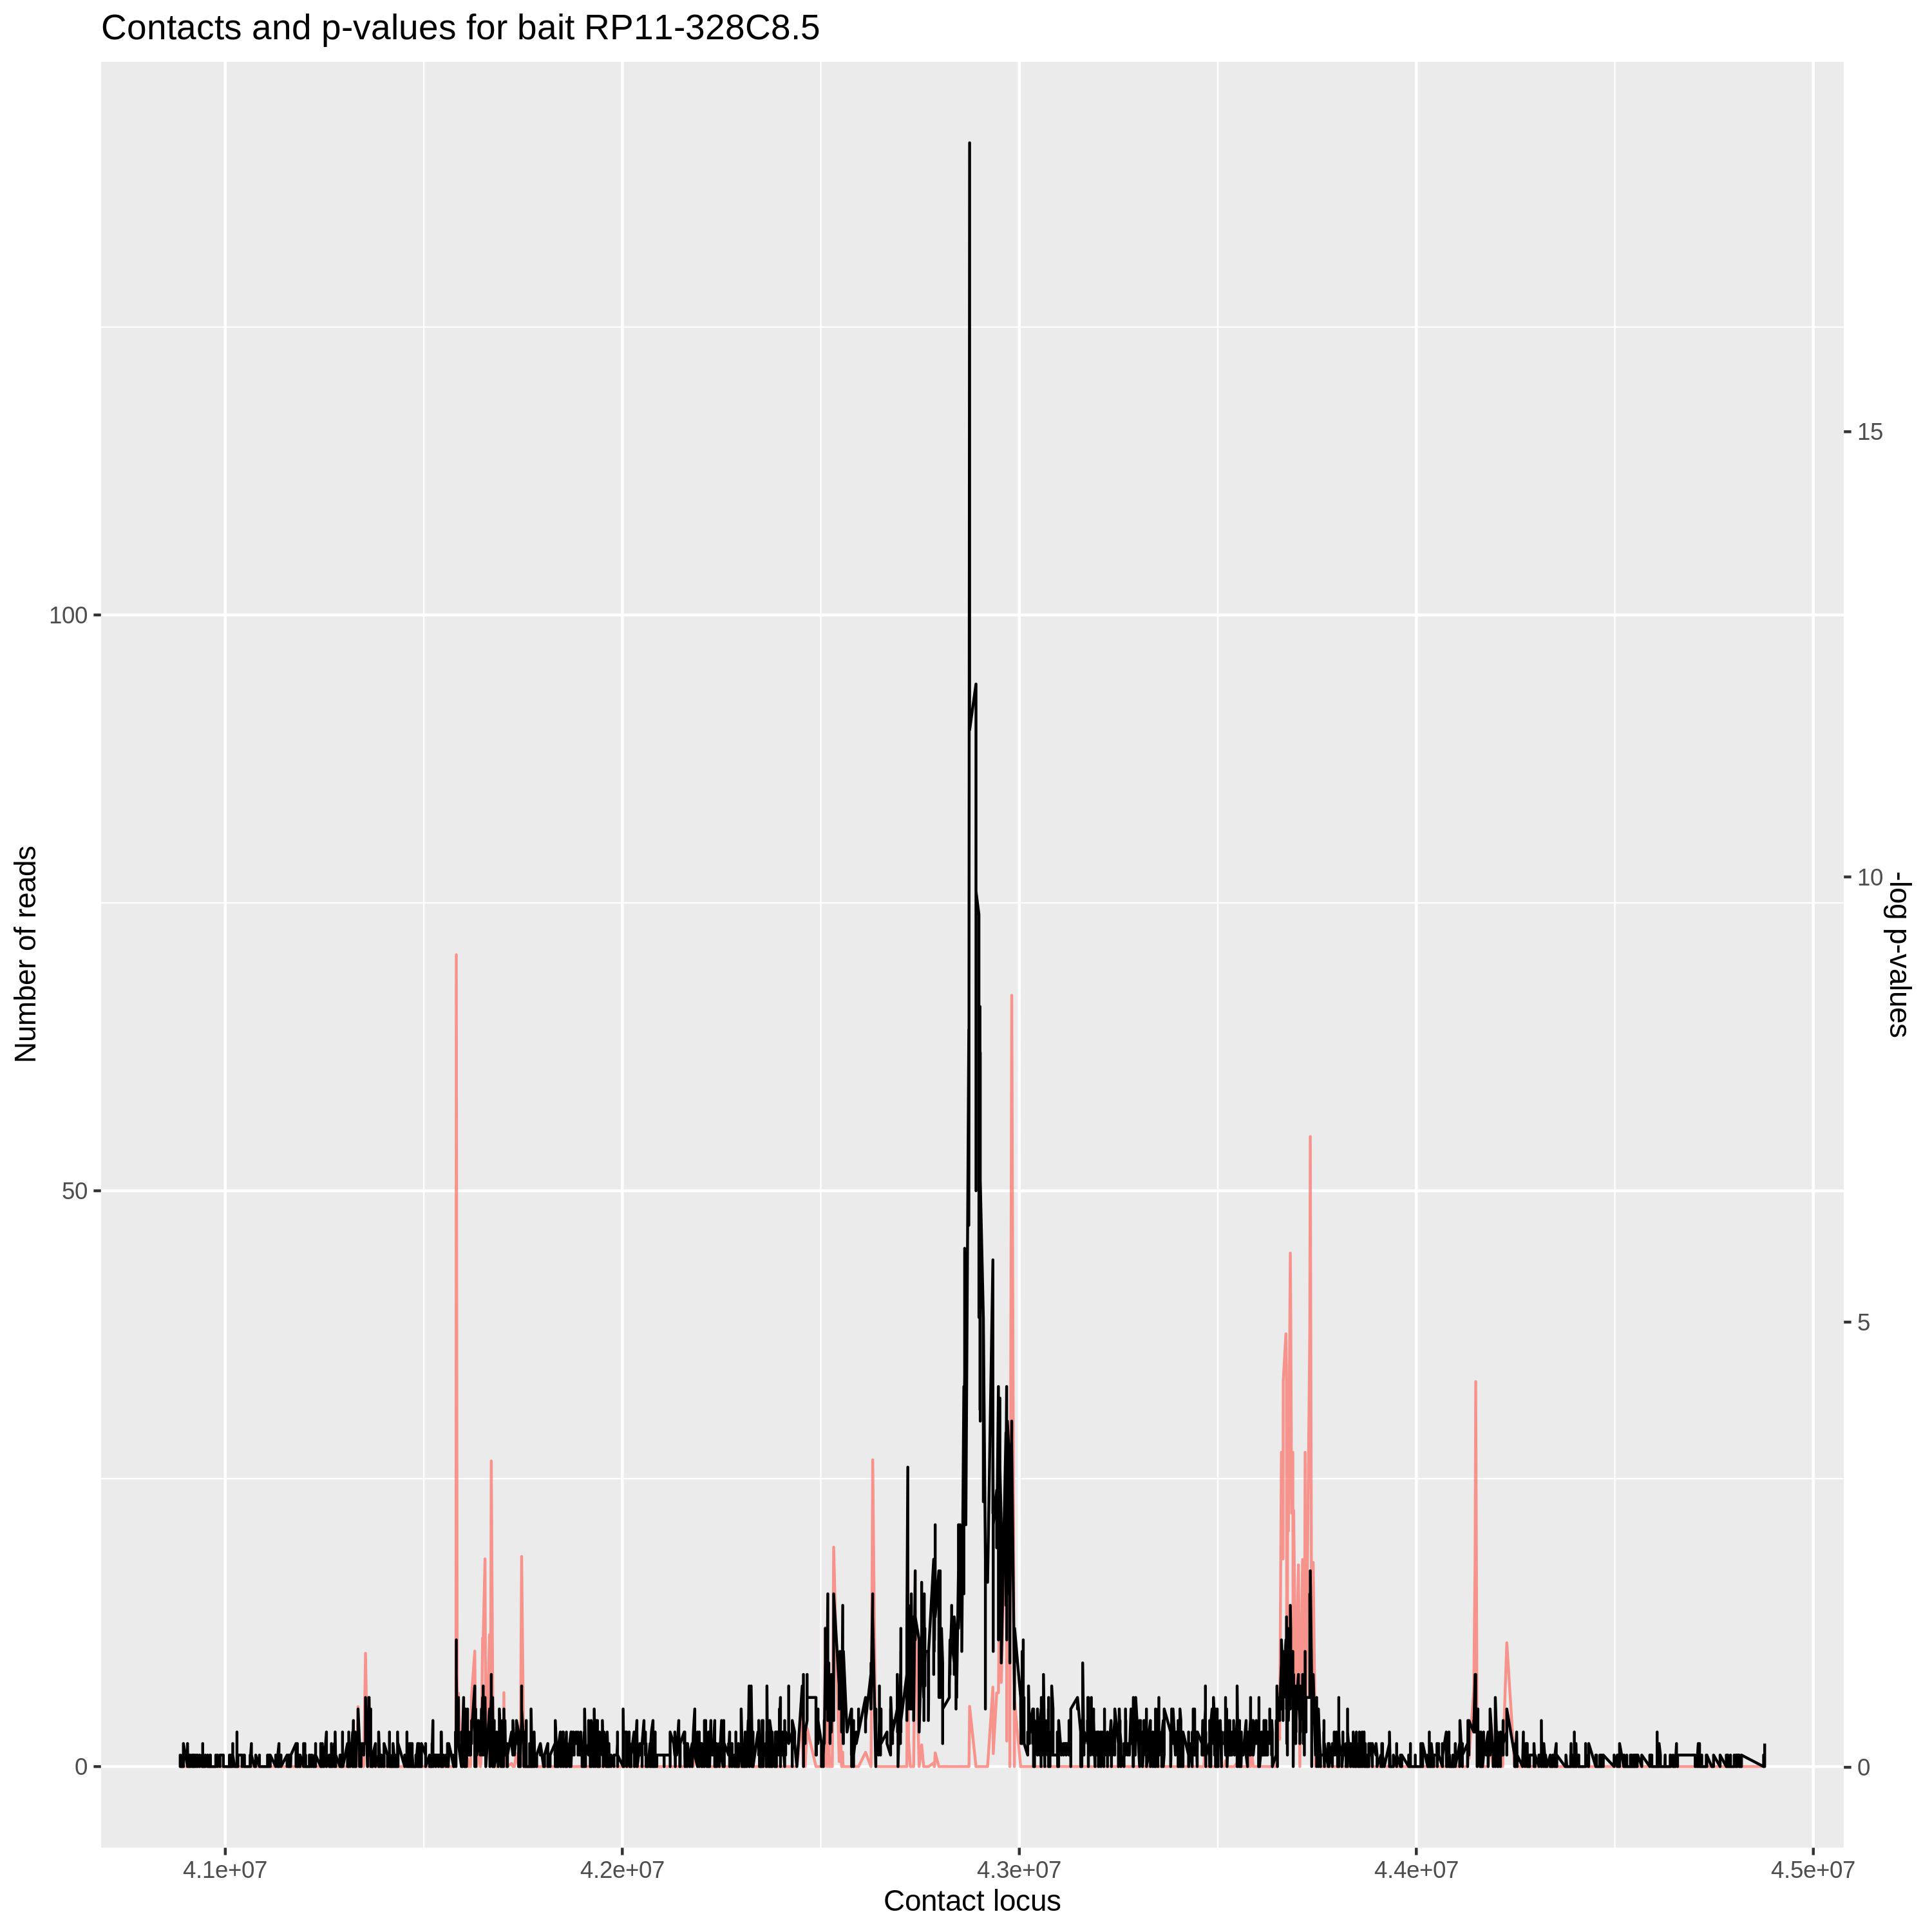 Contacts and p-values for bait RP11-328C8.5
Number of reads
100
50
0
15
10
5
0
-log p-values
4.1e+07 4.2e+07 4.3e+07 4.4e+07 4.5e+07
Contact locus